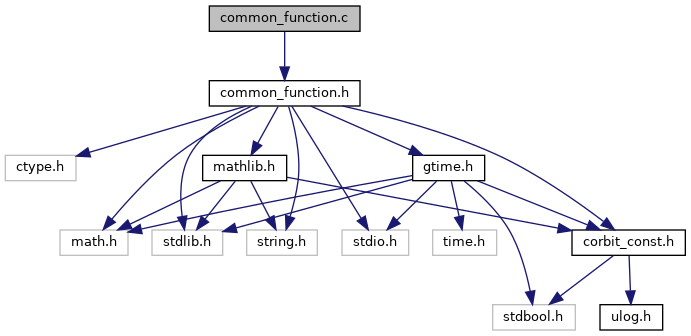 common_function.c
common_function.h
ctype.h
mathlib.h
gtime.h
math.h
stdlib.h
string.h
stdio.h
time.h
corbit_const.h
stdbool.h
ulog.h